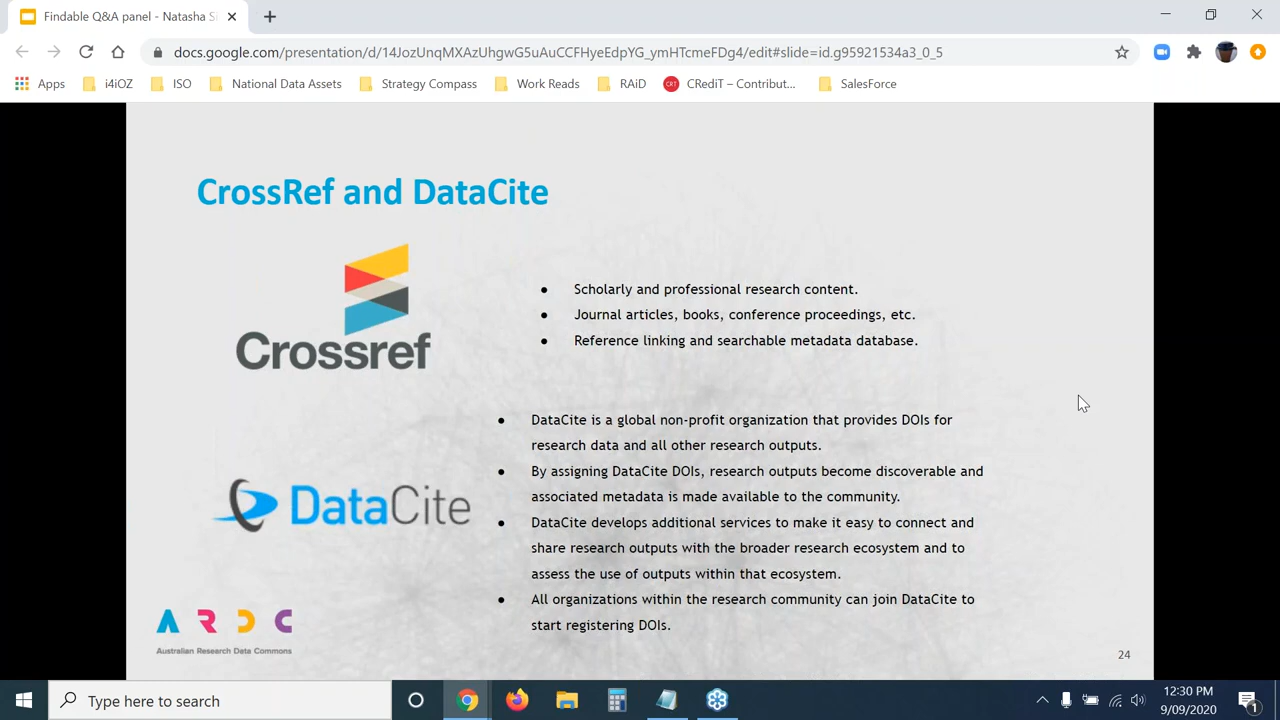 Findable Q&A panel - Natasha Si
docs.google.com/presentation/d/14JozUnqMXAzUhgwG5uAuCCFHyeEdpYG_ymHTcmeFDg4/edit#slide=id.g95921534a3_0_5
Apps i4iOZ ISO National Data Assets Strategy Compass Work Reads RAiD CRT CRediT – Contribut... SalesForce
CrossRef and DataCite
Crossref
● Scholarly and professional research content.
● Journal articles, books, conference proceedings, etc.
● Reference linking and searchable metadata database.
DataCite
● DataCite is a global non-profit organization that provides DOIs for
research data and all other research outputs.
● By assigning DataCite DOIs, research outputs become discoverable and
associated metadata is made available to the community.
● DataCite develops additional services to make it easy to connect and
share research outputs with the broader research ecosystem and to
assess the use of outputs within that ecosystem.
● All organizations within the research community can join DataCite to
start registering DOIs.
ARDC
Australian Research Data Commons
24
Type here to search
12:30 PM
9/09/2020
1